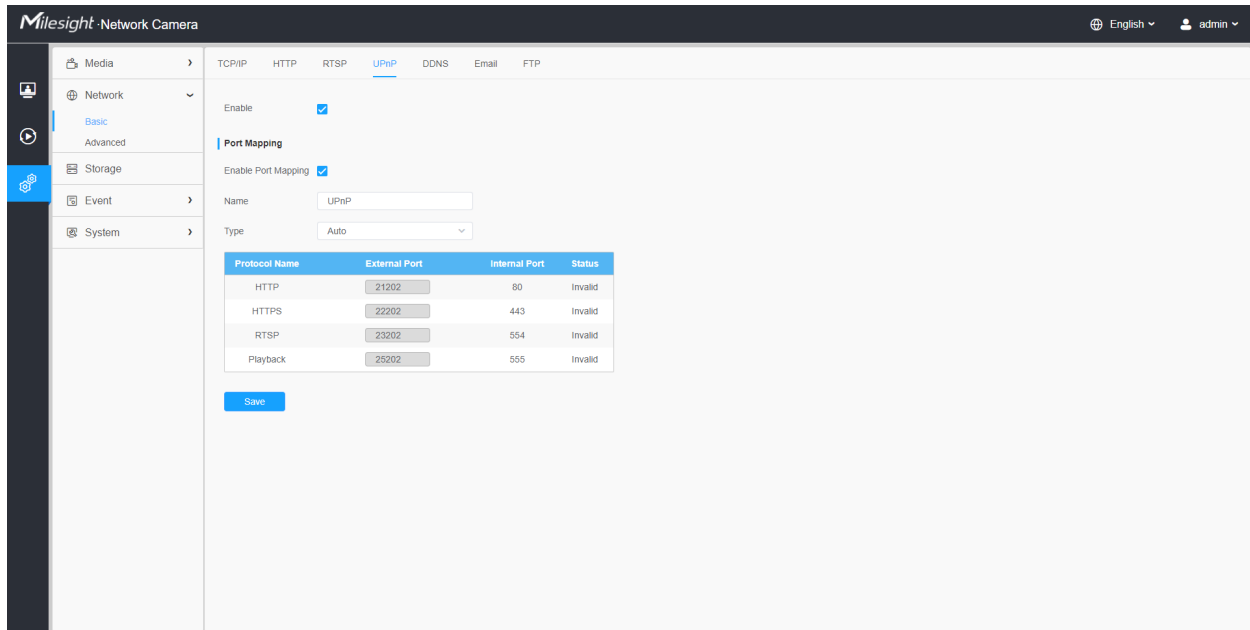 Milesight ·Network Camera
English
admin
Media
Network
Basic
Advanced
Storage
Event
System
TCP/IP HTTP RTSP UPnP DDNS Email FTP
Enable
Port Mapping
Enable Port Mapping
Name UPnP
Type Auto
Protocol Name External Port Internal Port Status
HTTP 21202 80 Invalid
HTTPS 22202 443 Invalid
RTSP 23202 554 Invalid
Playback 25202 555 Invalid
Save